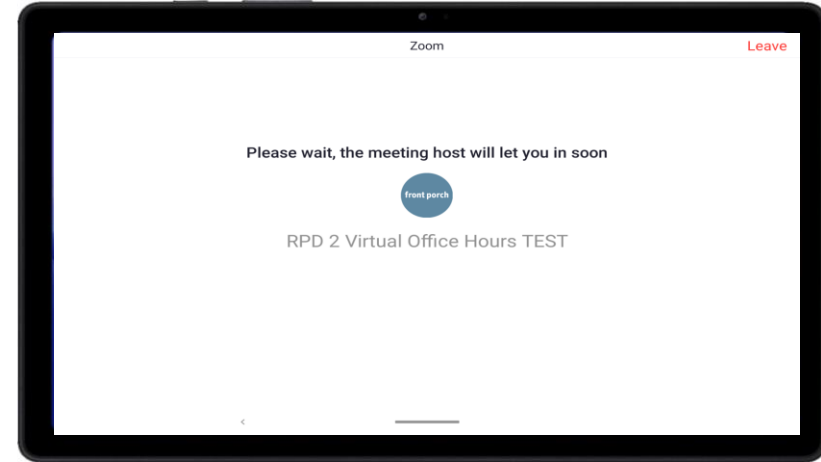 Zoom
Leave
Please wait, the meeting host will let you in soon
front porch
RPD 2 Virtual Office Hours TEST